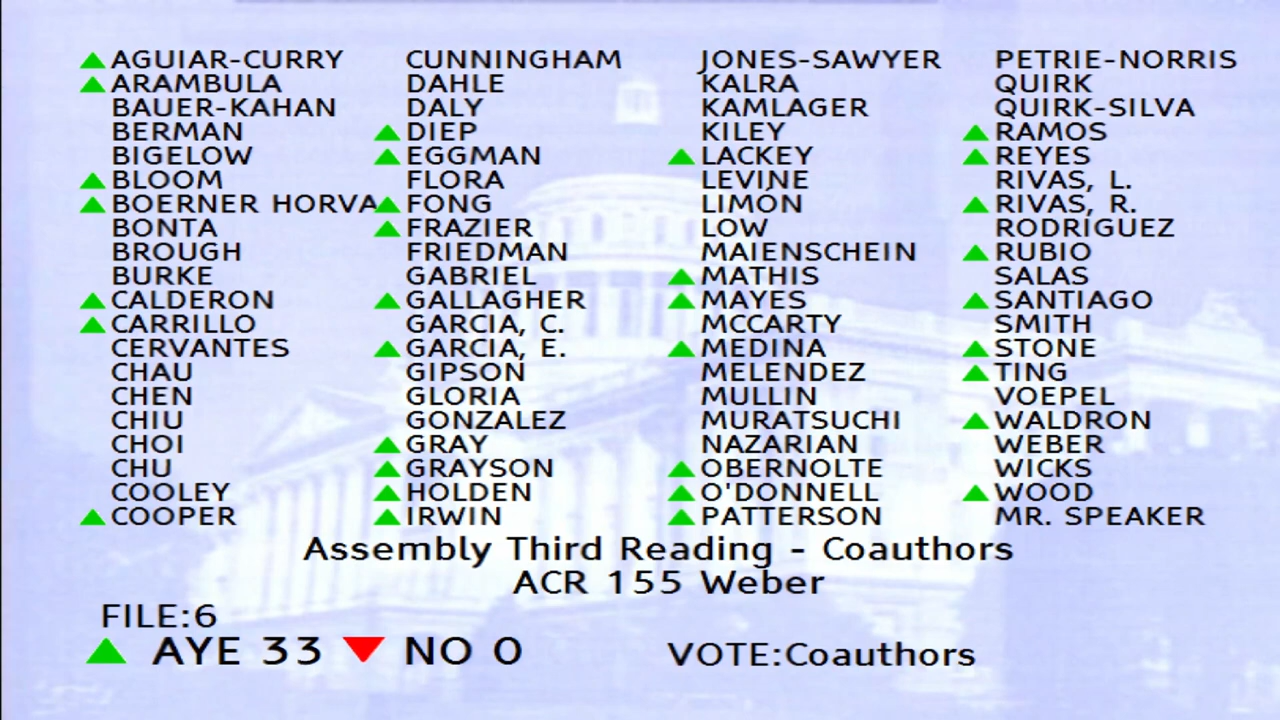 AGUIAR-CURRY CUNNINGHAM JONES-SAWYER PETRIE-NORRIS
ARAMBULA DAHLE KALRA QUIRK
BAUER-KAHAN DALY KAMLAGER QUIRK-SILVA
BERMAN DIEP KILEY RAMOS
BIGELOW EGGMAN LACKEY REYES
BLOOM FLORA LEVINE RIVAS, L.
BOERNER HORVA FONG LIMÓN RIVAS, R.
BONTA FRAZIER LOW RODRIGUEZ
BROUGH FRIEDMAN MAIENSCHEIN RUBIO
BURKE GABRIEL MATHIS SALAS
CALDERON GALLAGHER MAYES SANTIAGO
CARRILLO GARCIA, C. MCCARTY SMITH
CERVANTES GARCIA, E. MEDINA STONE
CHAU GIPSON MELENDEZ TING
CHEN GLORIA MULLIN VOEPEL
CHIU GONZALEZ MURATSUCHI WALDRON
CHOI GRAY NAZARIAN WEBER
CHU GRAYSON OBERNOLTE WICKS
COOLEY HOLDEN O'DONNELL WOOD
COOPER IRWIN PATTERSON MR. SPEAKER
Assembly Third Reading - Coauthors
ACR 155 Weber
FILE:6
AYE 33 NO 0 VOTE:Coauthors